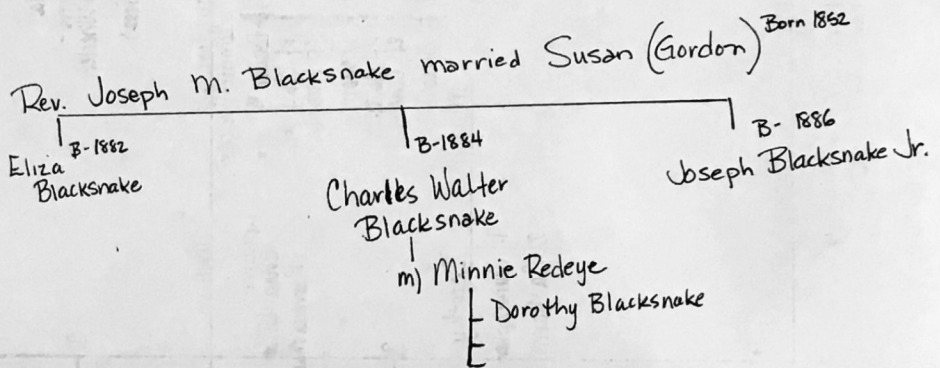 Rev. Joseph M. Blacksnake married Susan (Gordon) Born 1852
B-1882
Eliza
Blacksnake
B-1884
Charles Walter
Blacksnake
m) Minnie Redeye
Dorothy Blacksnake
B- 1886
Joseph Blacksnake Jr.